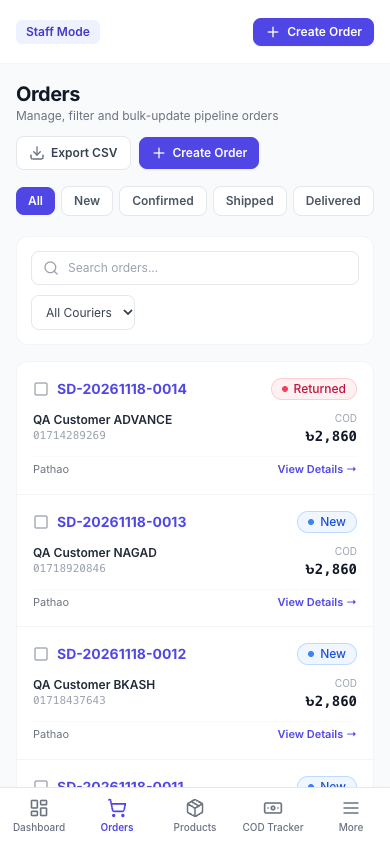 Staff Mode
Create Order
Orders
Manage, filter and bulk-update pipeline orders
Export CSV
Create Order
All New Confirmed Shipped Delivered
Search orders...
All Couriers
SD-20261118-0014 Returned
QA Customer ADVANCE COD
01714289269 ৳2,860
Pathao View Details →
SD-20261118-0013 New
QA Customer NAGAD COD
01718920846 ৳2,860
Pathao View Details →
SD-20261118-0012 New
QA Customer BKASH COD
01718437643 ৳2,860
Pathao View Details →
SD-20261118-0011 New
Dashboard Orders Products COD Tracker More